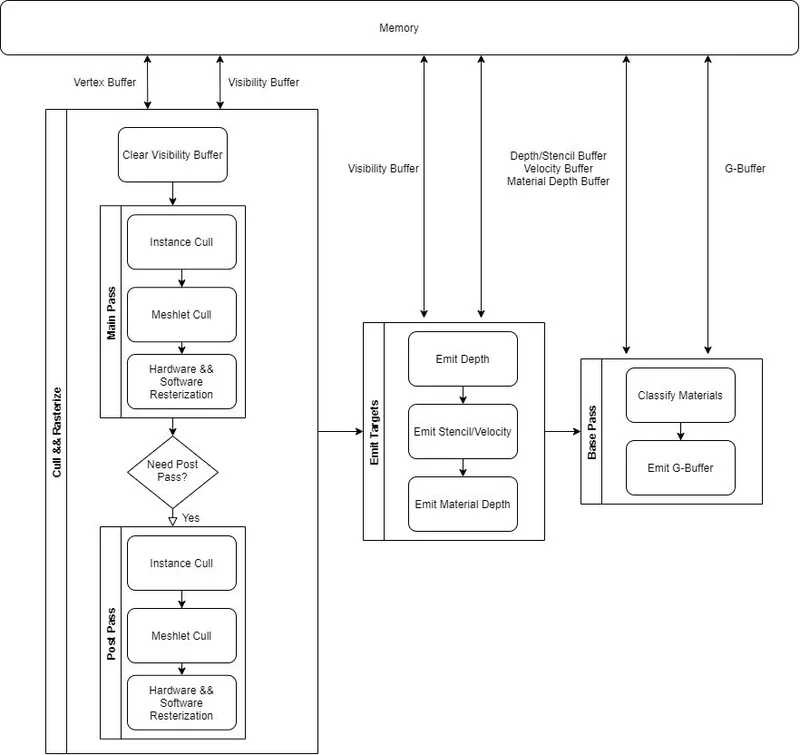 Memory
Vertex Buffer
Visibility Buffer
Visibility Buffer
Depth/Stencil Buffer
Velocity Buffer
Material Depth Buffer
G-Buffer
Cull && Rasterize
Clear Visibility Buffer
Main Pass
Instance Cull
Meshlet Cull
Hardware &&
Software
Resterization
Need Post
Pass?
Yes
Post Pass
Instance Cull
Meshlet Cull
Hardware &&
Software
Resterization
Emit Targets
Emit Depth
Emit Stencil/Velocity
Emit Material Depth
Base Pass
Classify Materials
Emit G-Buffer